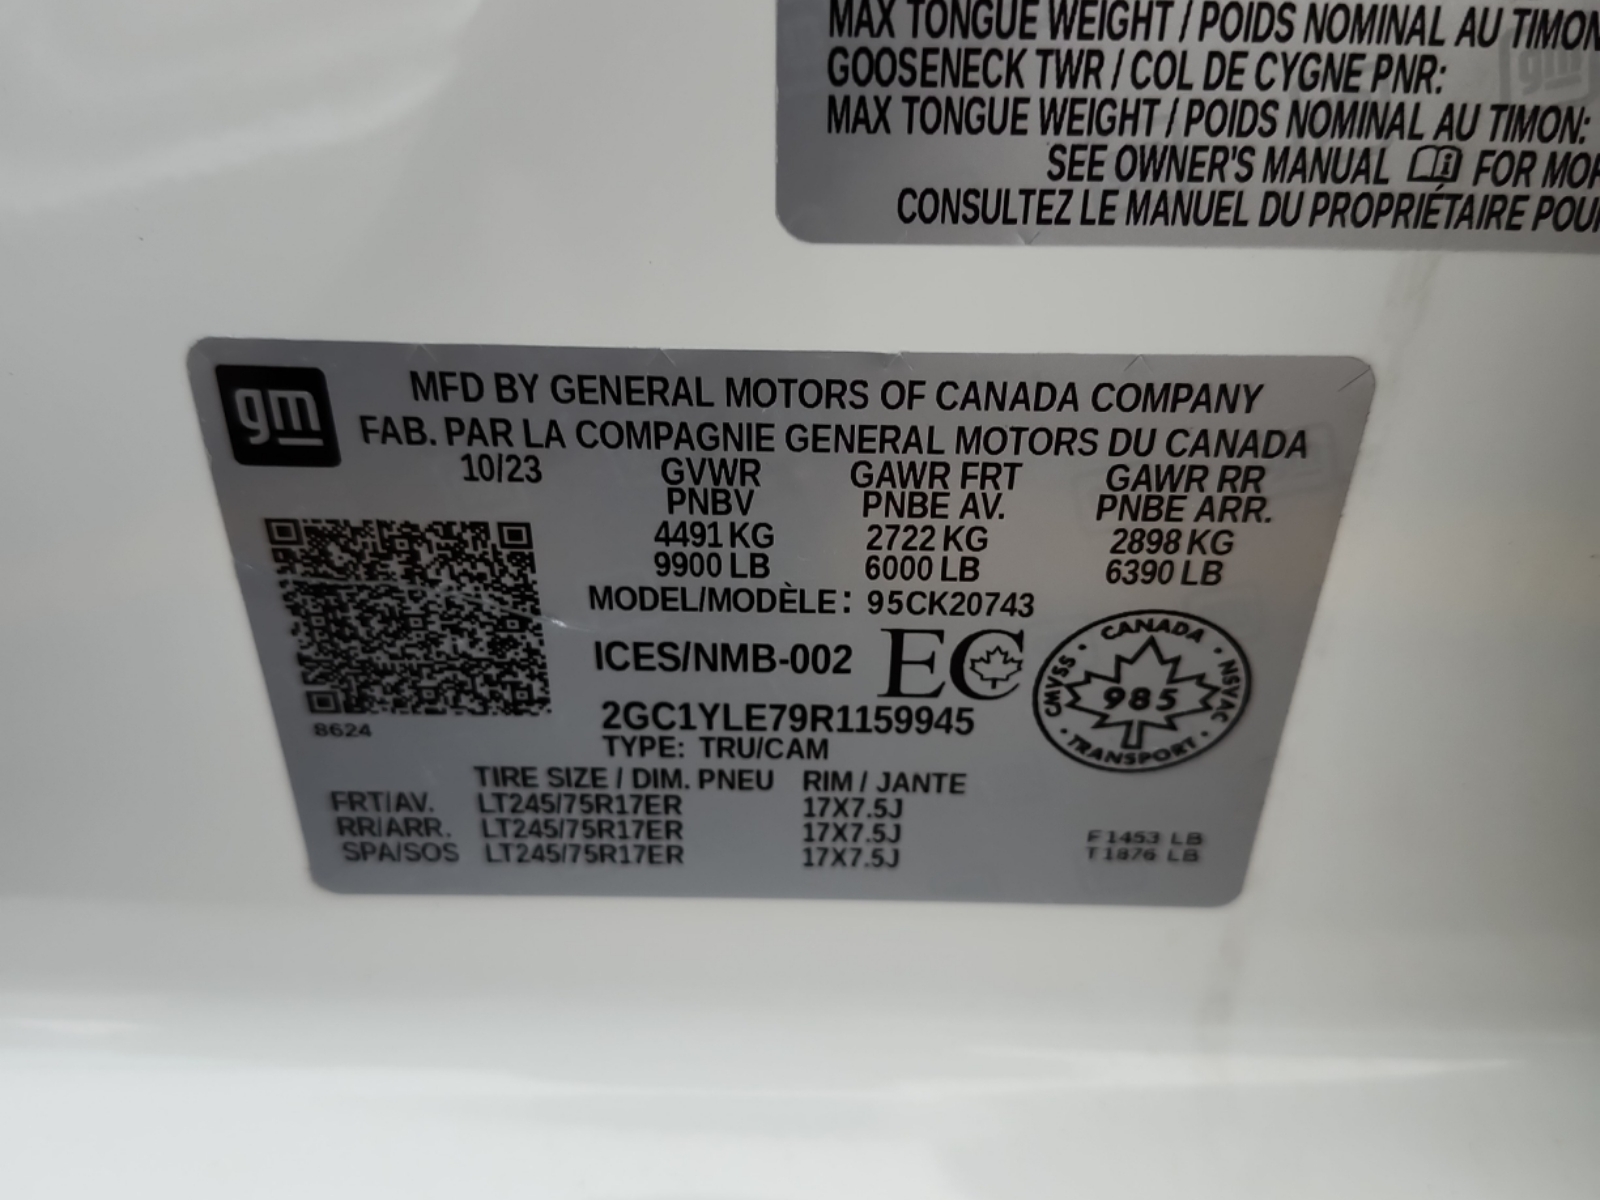 MAX TONGUE WEIGHT / POIDS NOMINAL AU TIMON
GOOSENECK TWR / COL DE CYGNE PNR:
MAX TONGUE WEIGHT / POIDS NOMINAL AU TIMON:
SEE OWNER'S MANUAL FOR
CONSULTEZ LE MANUEL DU PROPRIÉTAIRE
gm
MFD BY GENERAL MOTORS OF CANADA COMPANY
FAB. PAR LA COMPAGNIE GENERAL MOTORS DU CANADA
10/23 GVWR GAWR FRT GAWR RR
PNBV PNBE AV. PNBE ARR.
4491 KG 2722 KG 2898 KG
9900 LB 6000 LB 6390 LB
MODEL/MODÈLE: 95CK20743
ICES/NMB-002 EC
CANADA
CMVSS 985 NSVAC
TRANSPORT
2GC1YLE79R1159945
8624
TYPE: TRU/CAM
TIRE SIZE / DIM. PNEU RIM / JANTE
FRT/AV. LT245/75R17ER 17X7.5J
RR/ARR. LT245/75R17ER 17X7.5J
SPA/SOS LT245/75R17ER 17X7.5J
F1453 LB
T1876 LB